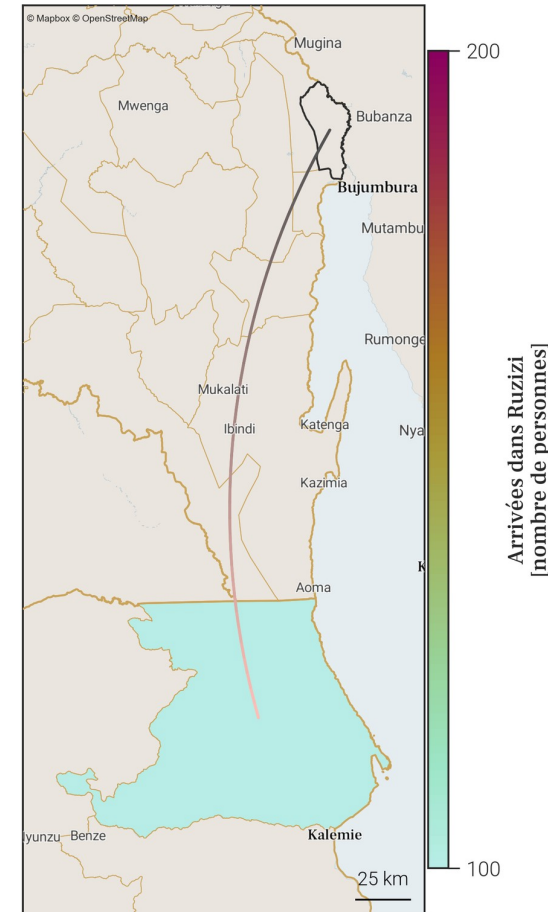 © Mapbox © OpenStreetMap
Mugina
200
Mwenga
Bubanza
Bujumbura
Mutambu
Rumonge
Mukalati
Ibindi
Katenga
Nya
Kazimia
K
Aoma
Arrivées dans Ruzizi
[nombre de personnes]
yunzu
Benze
Kalemie
25 km
100